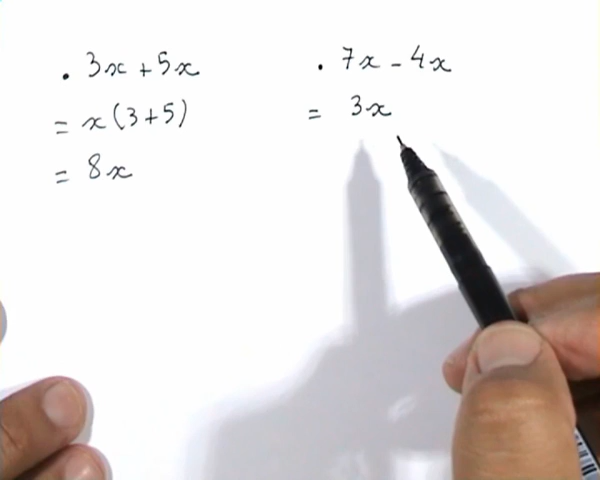 . 3x + 5x
= x(3+5)
= 8x
. 7x - 4x
= 3x